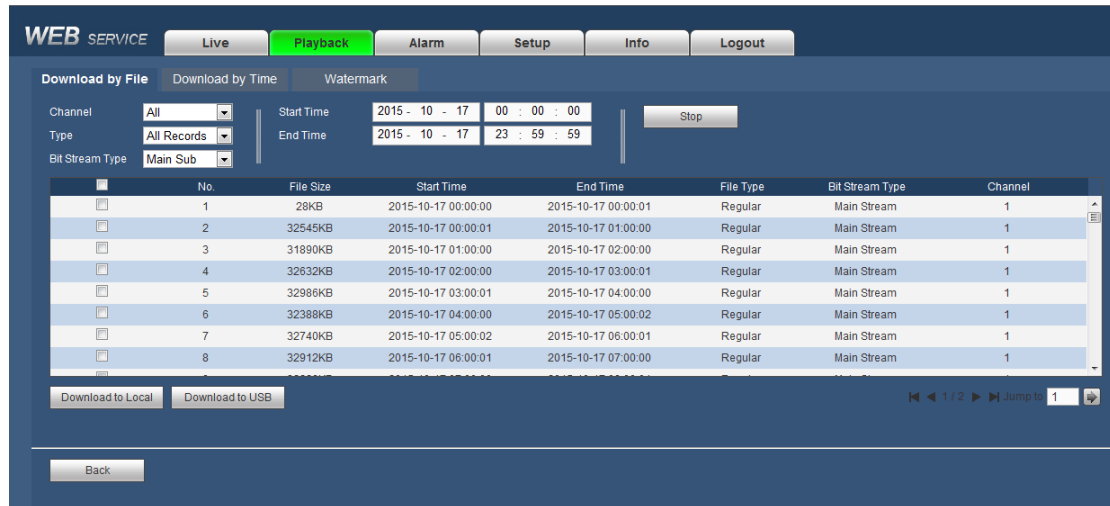 WEB SERVICE Live Playback Alarm Setup Info Logout
Download by File Download by Time Watermark
Channel All Start Time 2015 - 10 - 17 00 : 00 : 00 Stop
Type All Records End Time 2015 - 10 - 17 23 : 59 : 59
Bit Stream Type Main Sub
No. File Size Start Time End Time File Type Bit Stream Type Channel
1 28KB 2015-10-17 00:00:00 2015-10-17 00:00:01 Regular Main Stream 1
2 32545KB 2015-10-17 00:00:01 2015-10-17 01:00:00 Regular Main Stream 1
3 31890KB 2015-10-17 01:00:00 2015-10-17 02:00:00 Regular Main Stream 1
4 32632KB 2015-10-17 02:00:00 2015-10-17 03:00:01 Regular Main Stream 1
5 32986KB 2015-10-17 03:00:01 2015-10-17 04:00:00 Regular Main Stream 1
6 32388KB 2015-10-17 04:00:00 2015-10-17 05:00:02 Regular Main Stream 1
7 32740KB 2015-10-17 05:00:02 2015-10-17 06:00:01 Regular Main Stream 1
8 32912KB 2015-10-17 06:00:01 2015-10-17 07:00:00 Regular Main Stream 1
Download to Local Download to USB 1 / 2 Jump to 1
Back